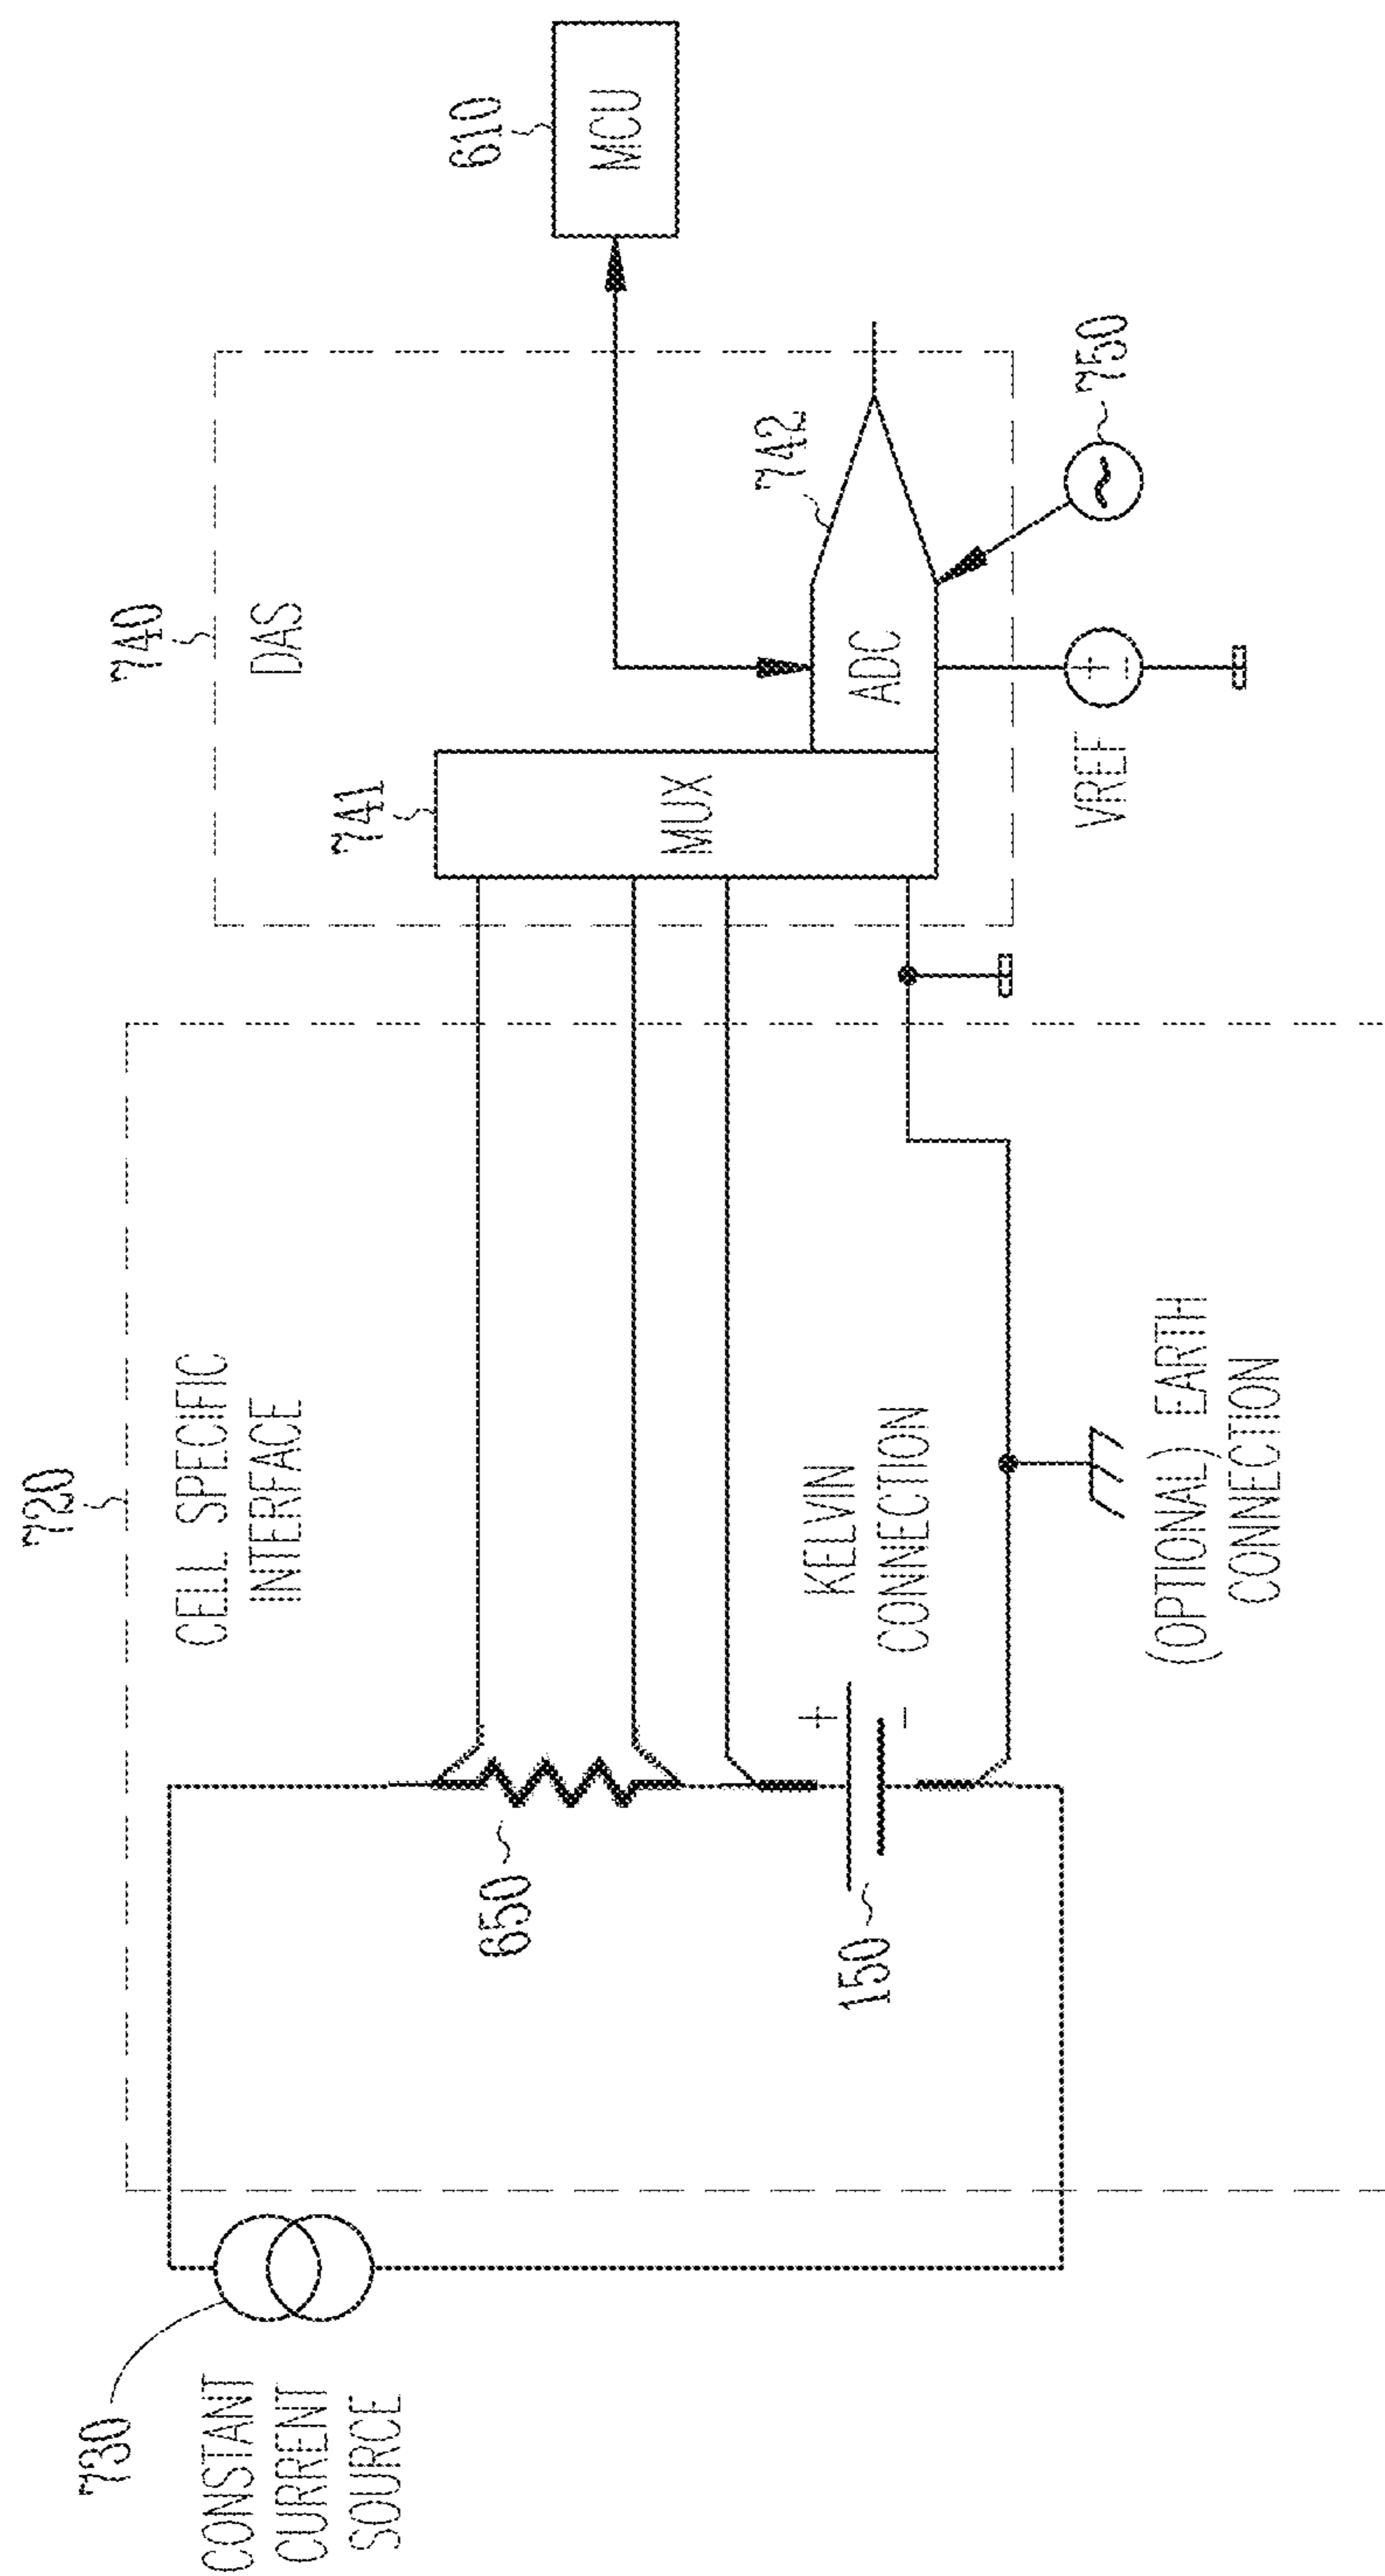 730
CONSTANT
CURRENT
SOURCE
720
CELL SPECIFIC
INTERFACE
650
150
+
-
KELVIN
CONNECTION
(OPTIONAL) EARTH
CONNECTION
740
DAS
741
MUX
742
ADC
VREF
+
-
750
~
610
MCU